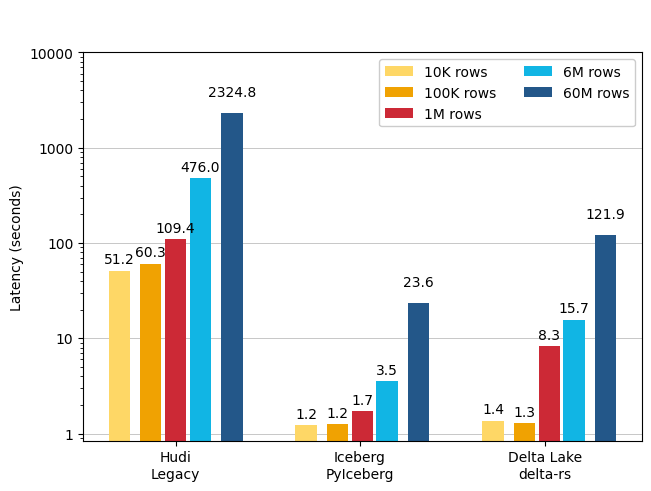 10000
1000
100
10
1
Latency (seconds)
10K rows
100K rows
1M rows
6M rows
60M rows
51.2
60.3
109.4
476.0
2324.8
1.2
1.2
1.7
3.5
23.6
1.4
1.3
8.3
15.7
121.9
Hudi
Legacy
Iceberg
PyIceberg
Delta Lake
delta-rs